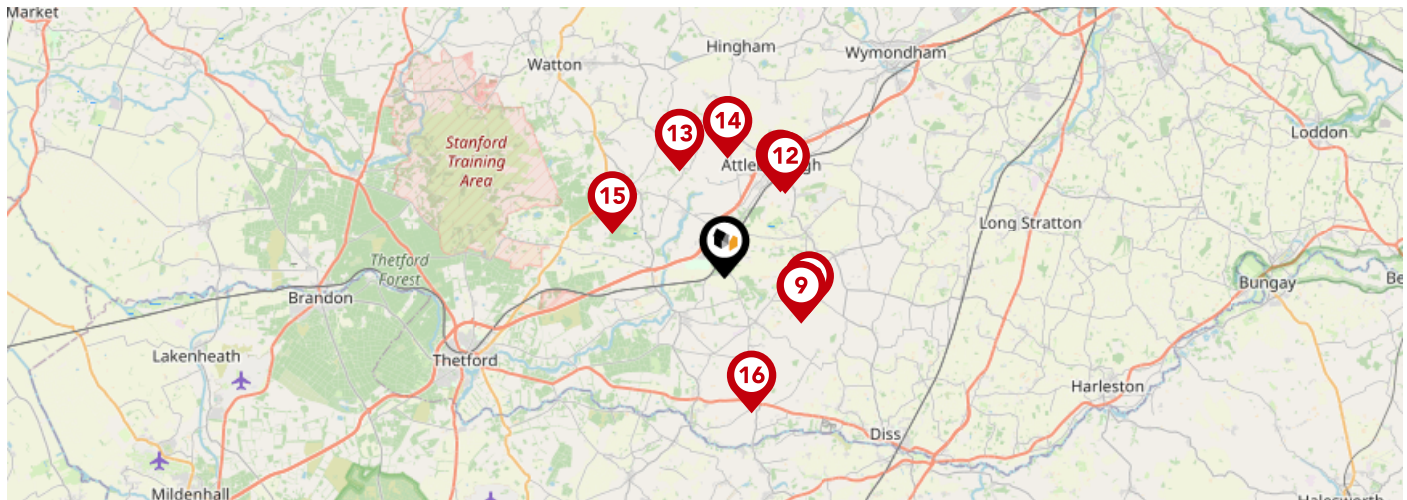 Market
Hingham
Wymondham
Watton
14
13
Loddon
Stanford
Training
Area
12
15
Long Stratton
Thetford
Forest
9
Bungay
Brandon
Lakenheath
Thetford
16
Harleston
Diss
Mildenhall